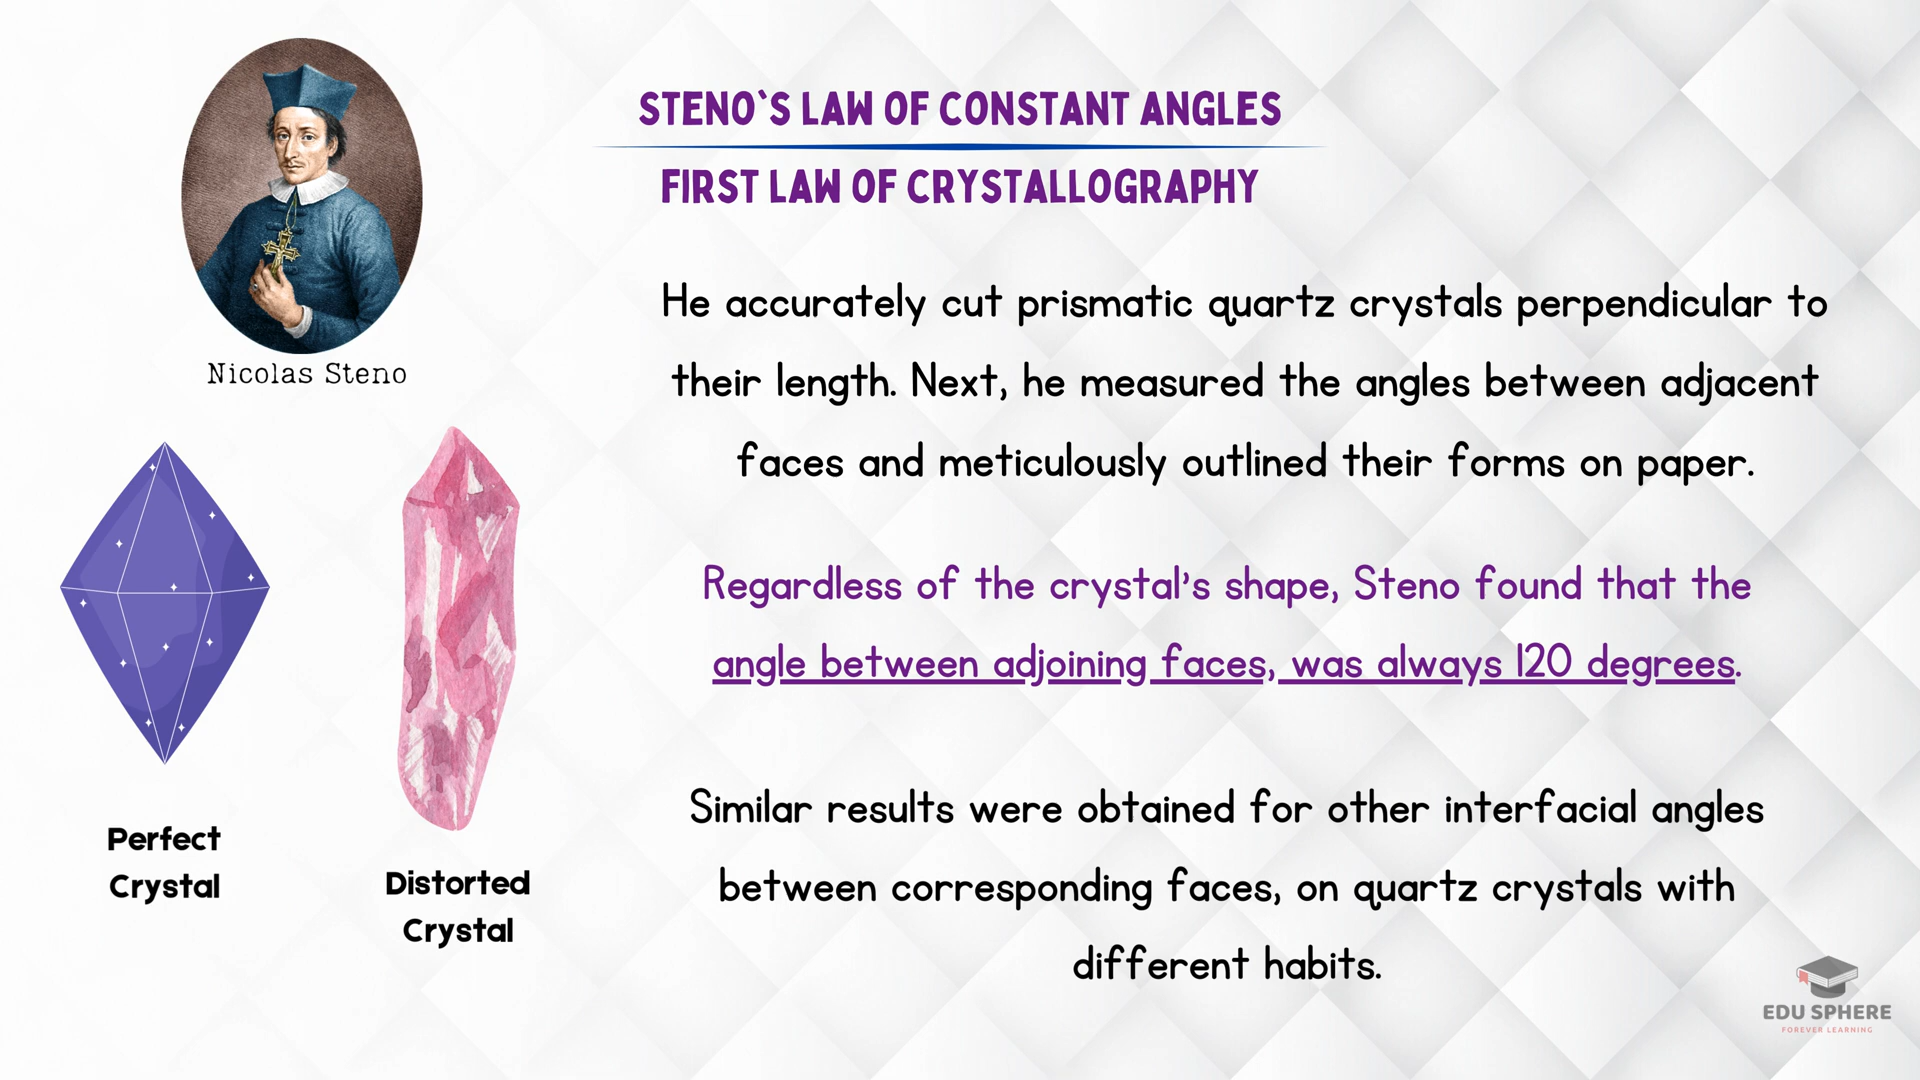 STENO`S LAW OF CONSTANT ANGLES
FIRST LAW OF CRYSTALLOGRAPHY
Nicolas Steno
He accurately cut prismatic quartz crystals perpendicular to
their length. Next, he measured the angles between adjacent
faces and meticulously outlined their forms on paper.
Regardless of the crystal's shape, Steno found that the
angle between adjoining faces, was always 120 degrees.
Similar results were obtained for other interfacial angles
between corresponding faces, on quartz crystals with
different habits.
Perfect
Crystal
Distorted
Crystal
EDU SPHERE
FOREVER LEARNING